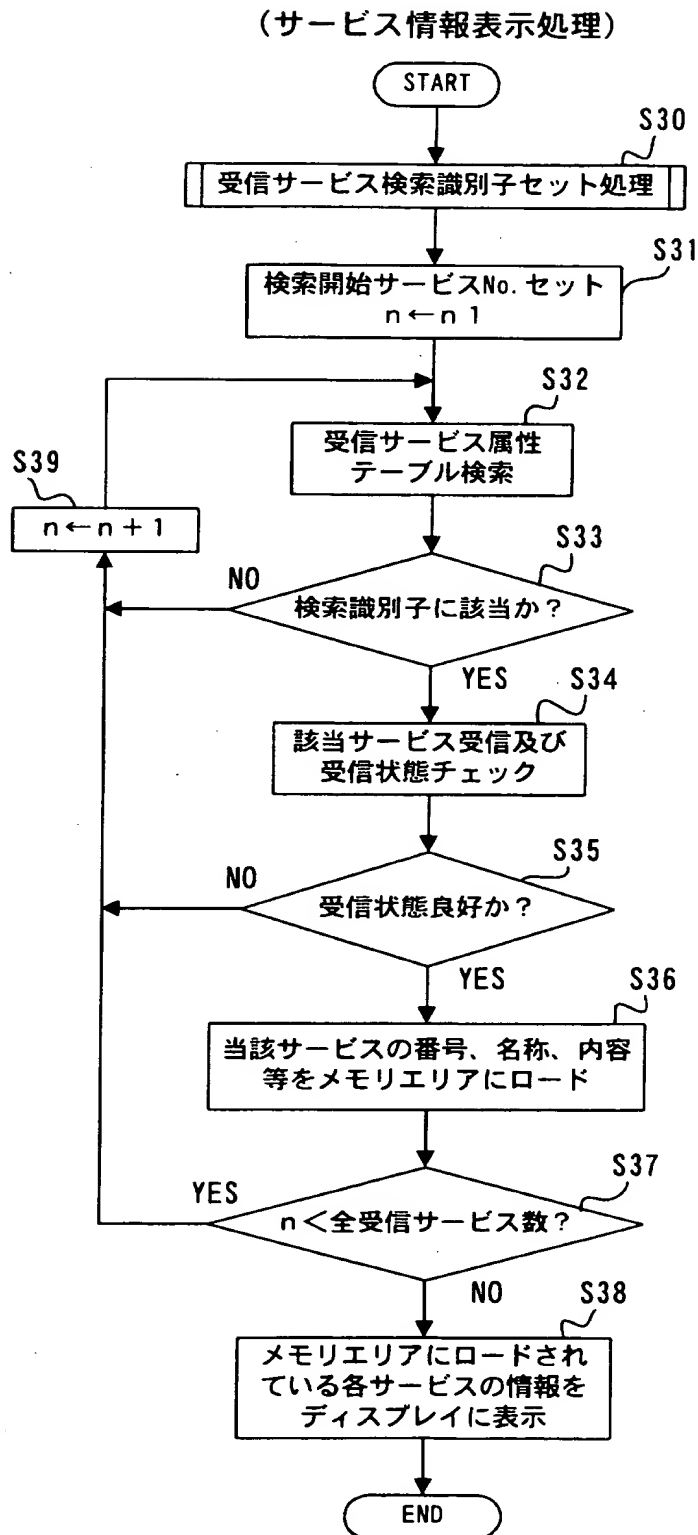 (サービス情報表示処理)
START
S30
受信サービス検索識別子セット処理
S31
検索開始サービスNo.セット
n←n1
S32
受信サービス属性
テーブル検索
S39
n←n+1
S33
検索識別子に該当か?
NO
YES
S34
該当サービス受信及び
受信状態チェック
S35
受信状態良好か?
NO
YES
S36
当該サービスの番号、名称、内容
等をメモリエリアにロード
S37
n<全受信サービス数?
YES
NO
S38
メモリエリアにロードされ
ている各サービスの情報を
ディスプレイに表示
END